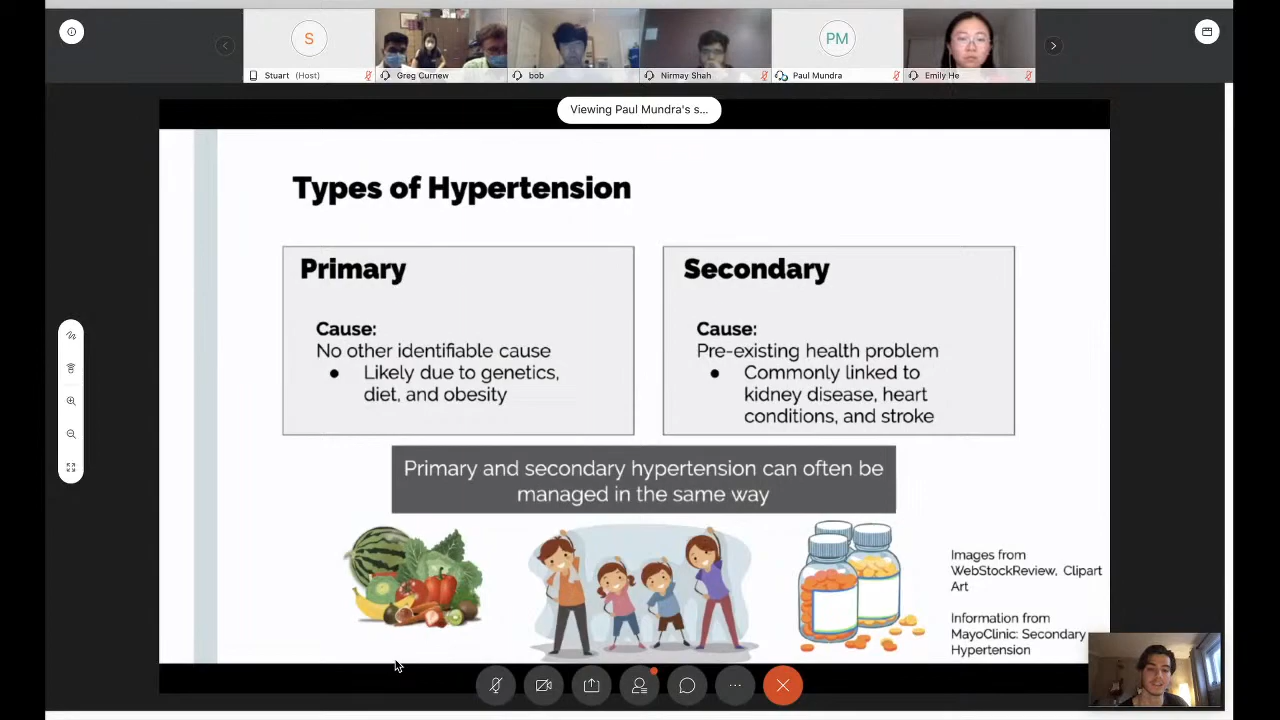 S
PM
Stuart (Host)
Greg Curnew
bob
Nirmay Shah
Paul Mundra
Emily He
Viewing Paul Mundra's s...
Types of Hypertension
Primary
Cause:
No other identifiable cause
● Likely due to genetics,
diet, and obesity
Secondary
Cause:
Pre-existing health problem
● Commonly linked to
kidney disease, heart
conditions, and stroke
Primary and secondary hypertension can often be
managed in the same way
Images from
WebStockReview, Clipart
Art
Information from
MayoClinic: Secondary
Hypertension